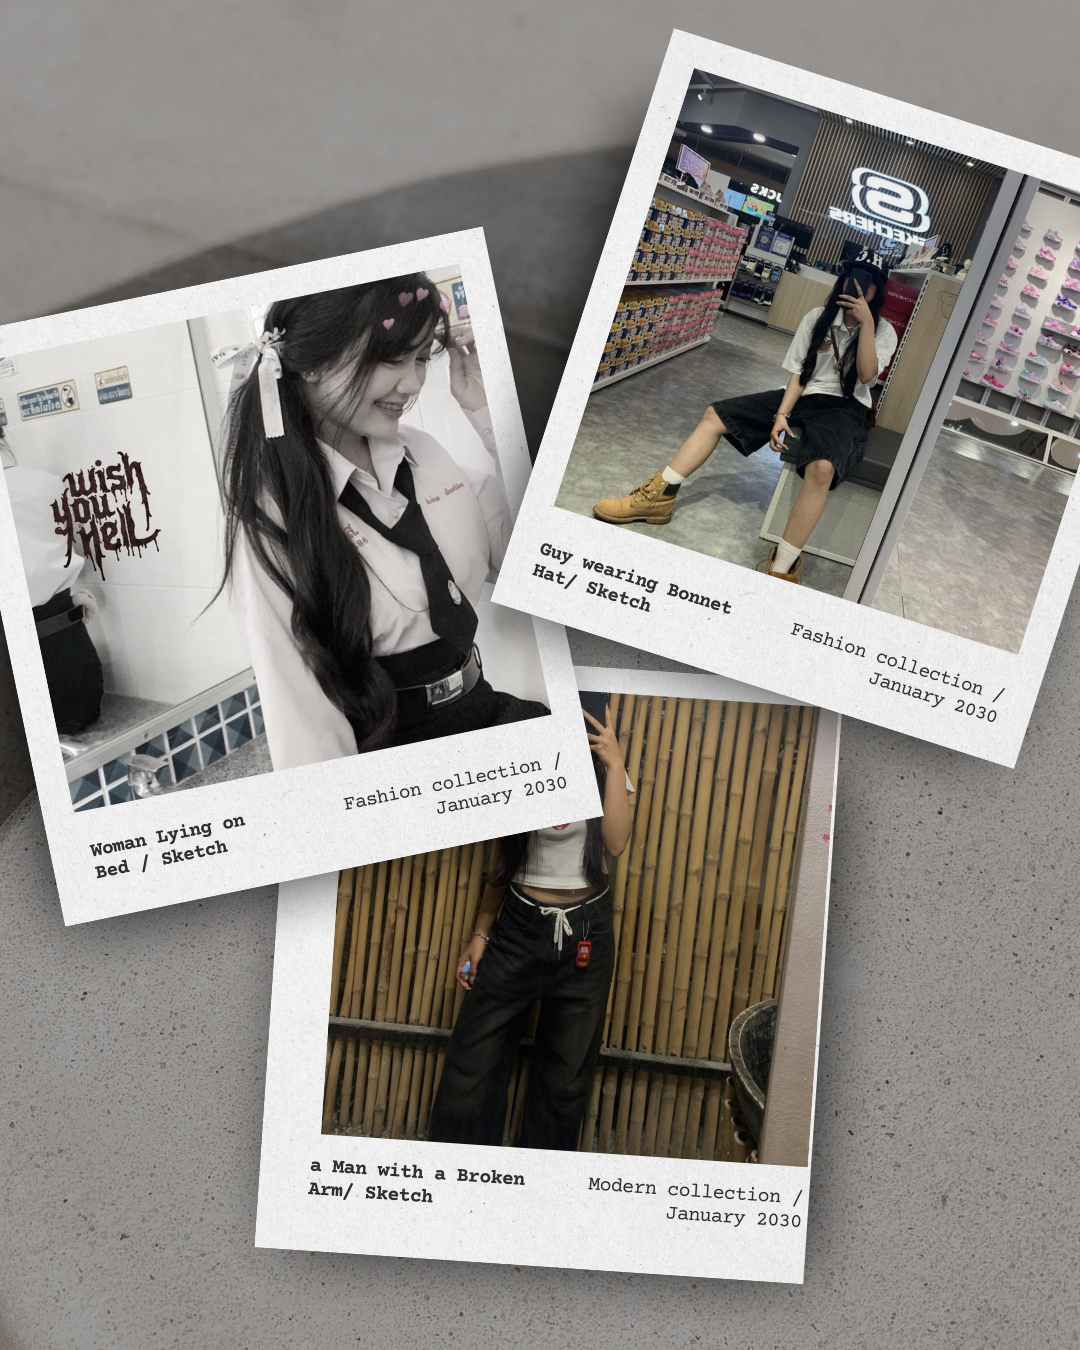 SKECHERS
wish
you
Hell
Guy wearing Bonnet
Hat/ Sketch
Fashion collection /
January 2030
Woman Lying on
Bed / Sketch
Fashion collection /
January 2030
a Man with a Broken
Arm/ Sketch
Modern collection /
January 2030